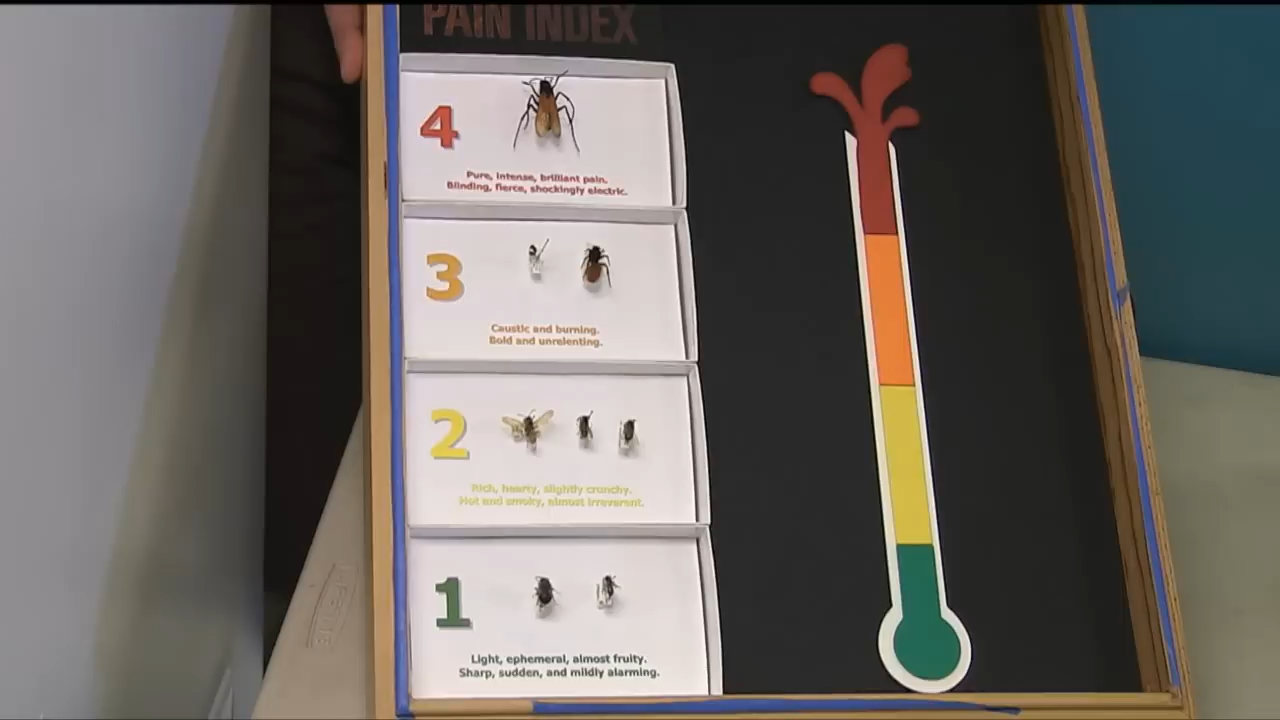 PAIN INDEX
4
Pure, intense, brilliant pain.
Blinding, fierce, shockingly electric.
3
Caustic and burning.
Bold and unrelenting.
2
Rich, hearty, slightly crunchy.
Hot and smoky, almost irreverent.
1
Light, ephemeral, almost fruity.
Sharp, sudden, and mildly alarming.